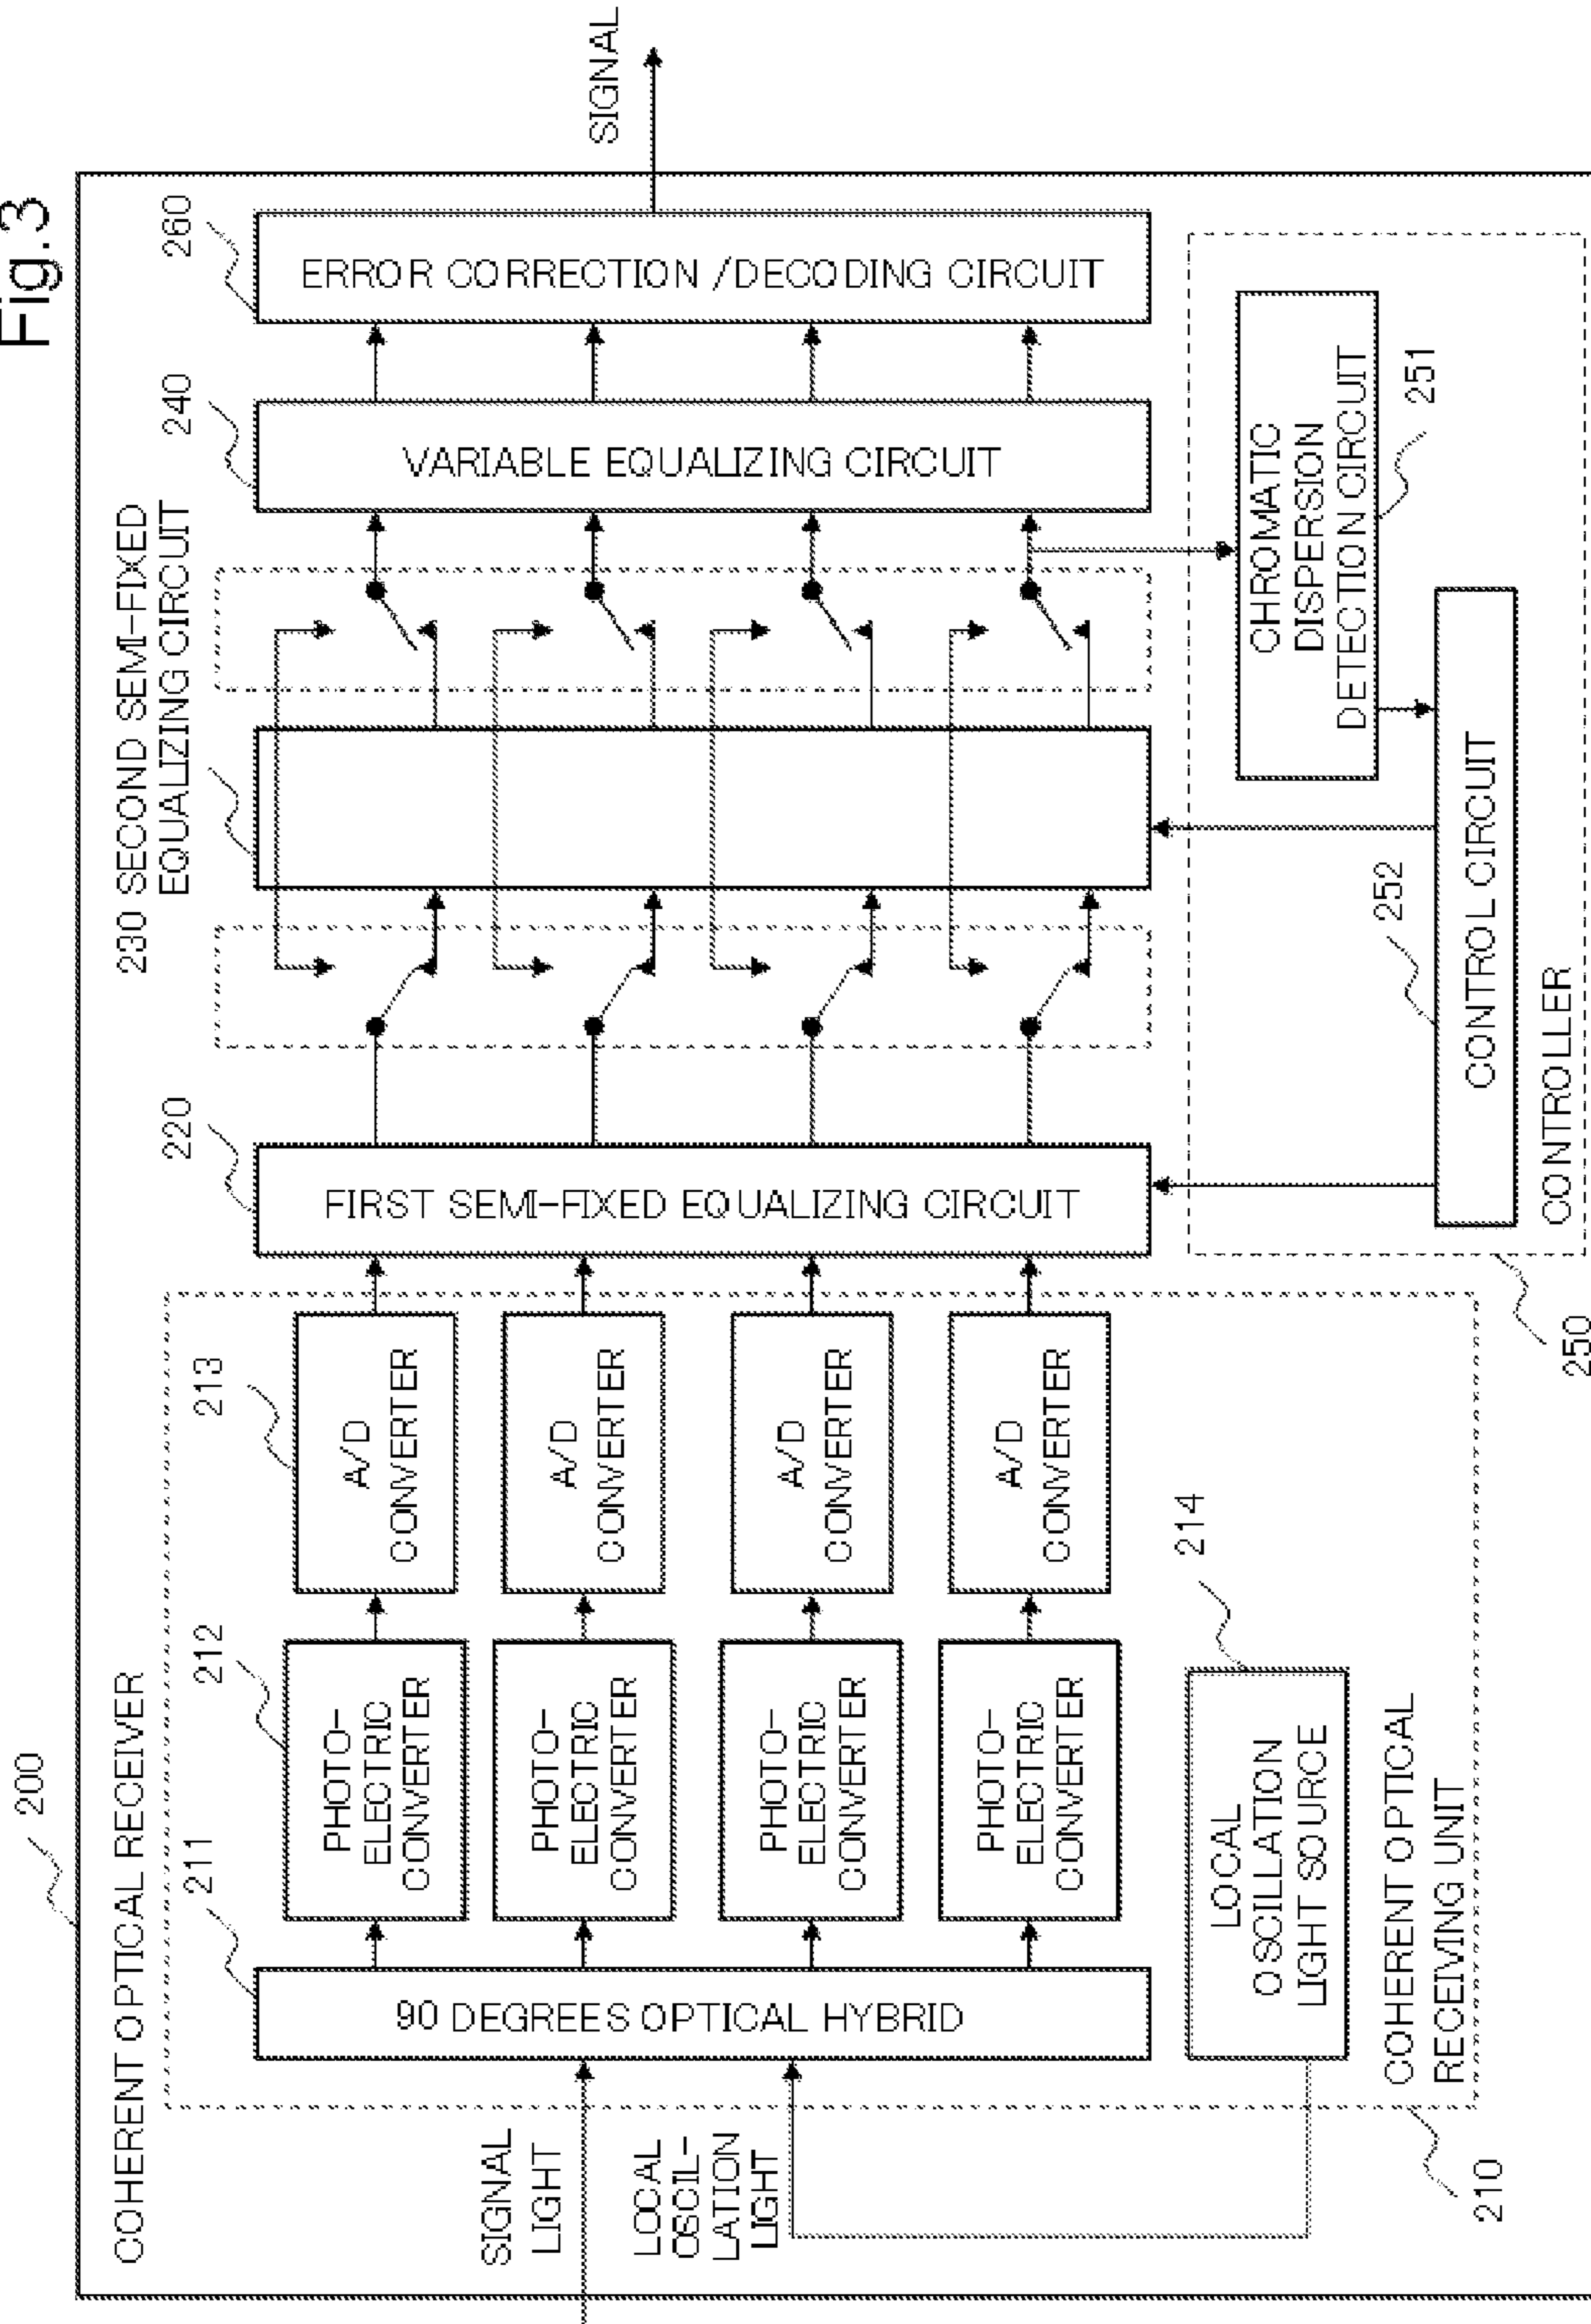 Fig.3
200
COHERENT OPTICAL RECEIVER
SIGNAL
LIGHT
LOCAL
OSCIL-
LATION
LIGHT
211
90 DEGREES OPTICAL HYBRID
212
PHOTO-
ELECTRIC
CONVERTER
PHOTO-
ELECTRIC
CONVERTER
PHOTO-
ELECTRIC
CONVERTER
PHOTO-
ELECTRIC
CONVERTER
213
A/D
CONVERTER
A/D
CONVERTER
A/D
CONVERTER
A/D
CONVERTER
214
LOCAL
OSCILLATION
LIGHT SOURCE
COHERENT OPTICAL
RECEIVING UNIT
210
220
FIRST SEMI-FIXED EQUALIZING CIRCUIT
230 SECOND SEMI-FIXED
EQUALIZING CIRCUIT
240
VARIABLE EQUALIZING CIRCUIT
260
ERROR CORRECTION /DECODING CIRCUIT
SIGNAL
CHROMATIC
DISPERSION
DETECTION CIRCUIT
251
252
CONTROL CIRCUIT
CONTROLLER
250